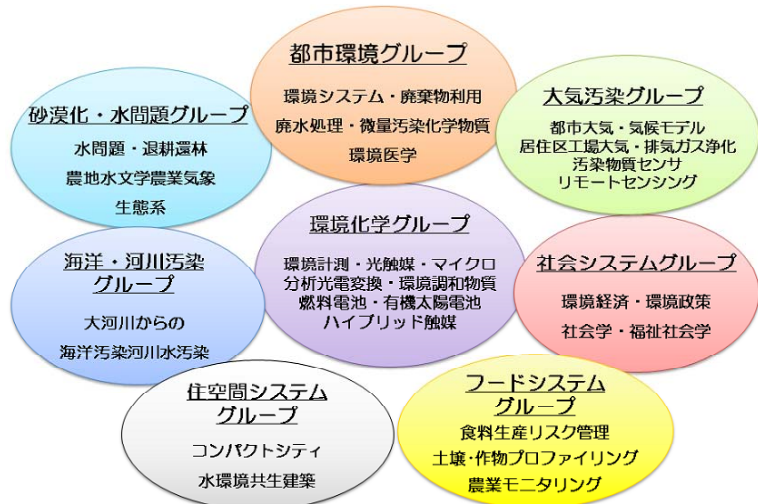 都市環境グループ
環境システム・廃棄物利用
廃水処理・微量汚染化学物質
環境医学
砂漠化・水問題グループ
水問題・退耕還林
農地水文学農業気象
生態系
大気汚染グループ
都市大気・気候モデル
居住区工場大気・排気ガス浄化
汚染物質センサ
リモートセンシング
環境化学グループ
環境計測・光触媒・マイクロ
分析光電変換・環境調和物質
燃料電池・有機太陽電池
ハイブリッド触媒
海洋・河川汚染
グループ
大河川からの
海洋汚染河川水汚染
社会システムグループ
環境経済・環境政策
社会学・福祉社会学
住空間システム
グループ
コンパクトシティ
水環境共生建築
フードシステム
グループ
食料生産リスク管理
土壌・作物プロファイリング
農業モニタリング